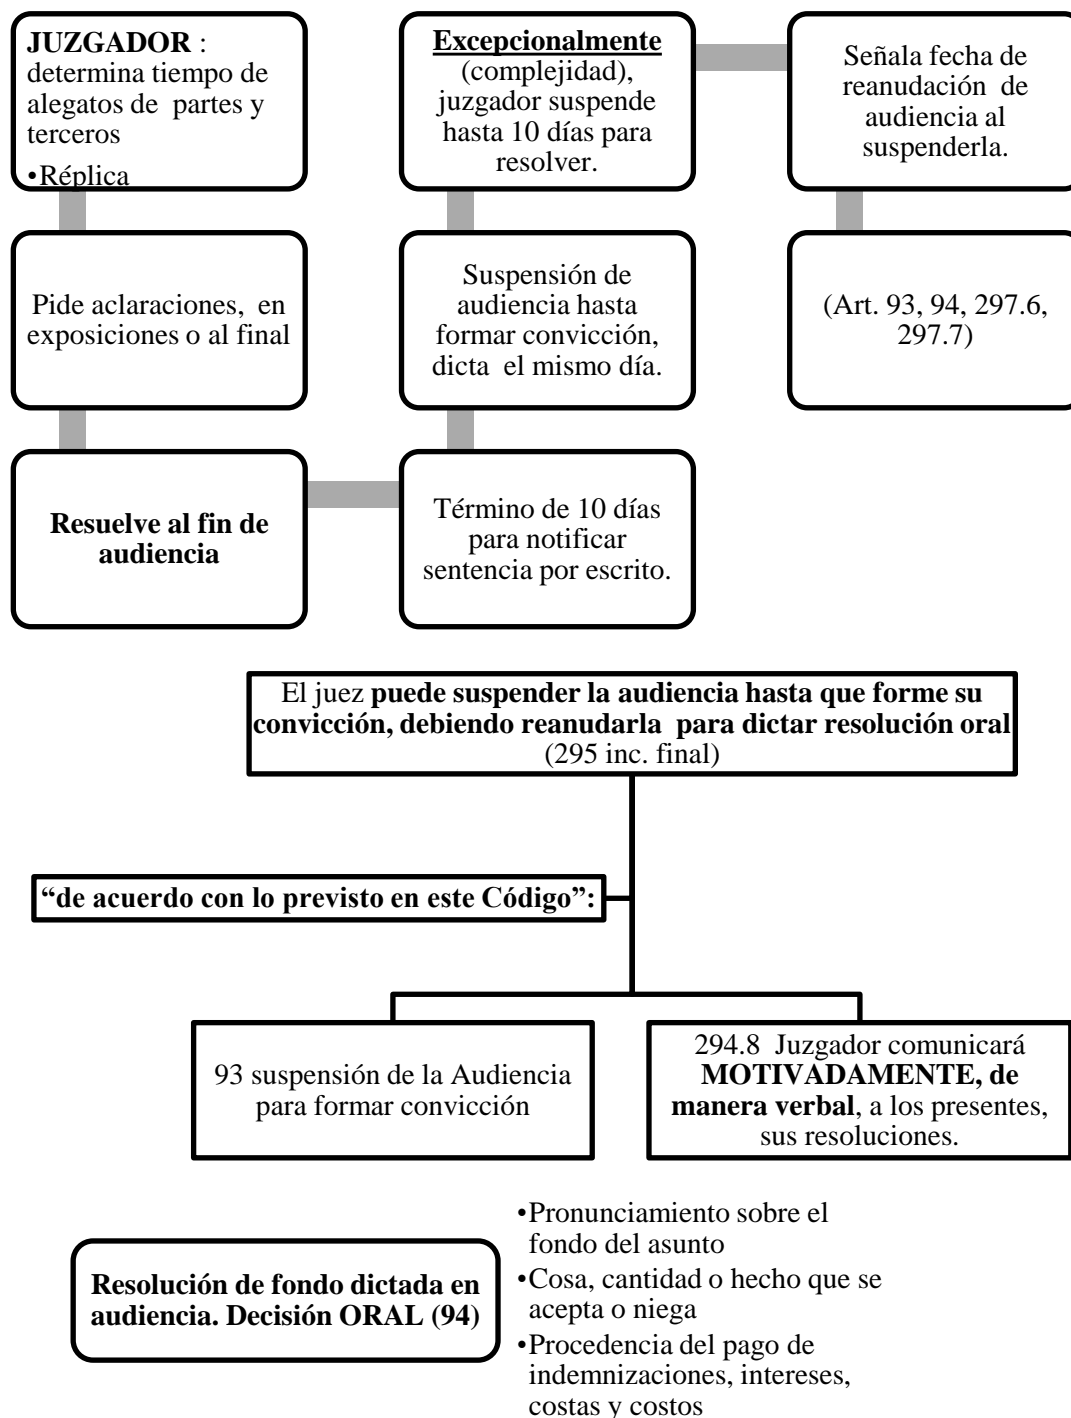 JUZGADOR :
determina tiempo de
alegatos de partes y
terceros
•Réplica
Pide aclaraciones, en
exposiciones o al final
Resuelve al fin de
audiencia
Término de 10 días
para notificar
sentencia por escrito.
Suspensión de
audiencia hasta
formar convicción,
dicta el mismo día.
Excepcionalmente
(complejidad),
juzgador suspende
hasta 10 días para
resolver.
Señala fecha de
reanudación de
audiencia al
suspenderla.
(Art. 93, 94, 297.6,
297.7)
El juez puede suspender la audiencia hasta que forme su
convicción, debiendo reanudarla para dictar resolución oral
(295 inc. final)
“de acuerdo con lo previsto en este Código”:
93 suspensión de la Audiencia
para formar convicción
294.8 Juzgador comunicará
MOTIVADAMENTE, de
manera verbal, a los presentes,
sus resoluciones.
Resolución de fondo dictada en
audiencia. Decisión ORAL (94)
•Pronunciamiento sobre el
fondo del asunto
•Cosa, cantidad o hecho que se
acepta o niega
•Procedencia del pago de
indemnizaciones, intereses,
costas y costos